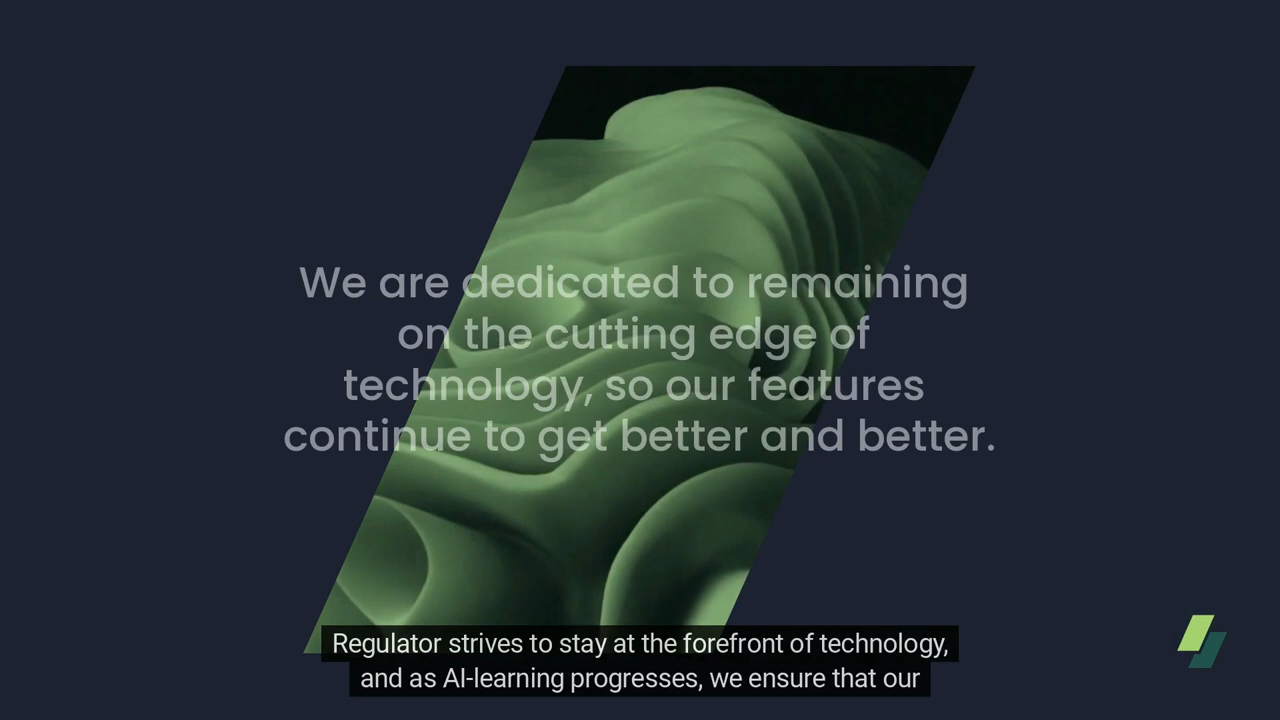 We are dedicated to remaining
on the cutting edge of
technology, so our features
continue to get better and better.
Regulator strives to stay at the forefront of technology,
and as AI-learning progresses, we ensure that our